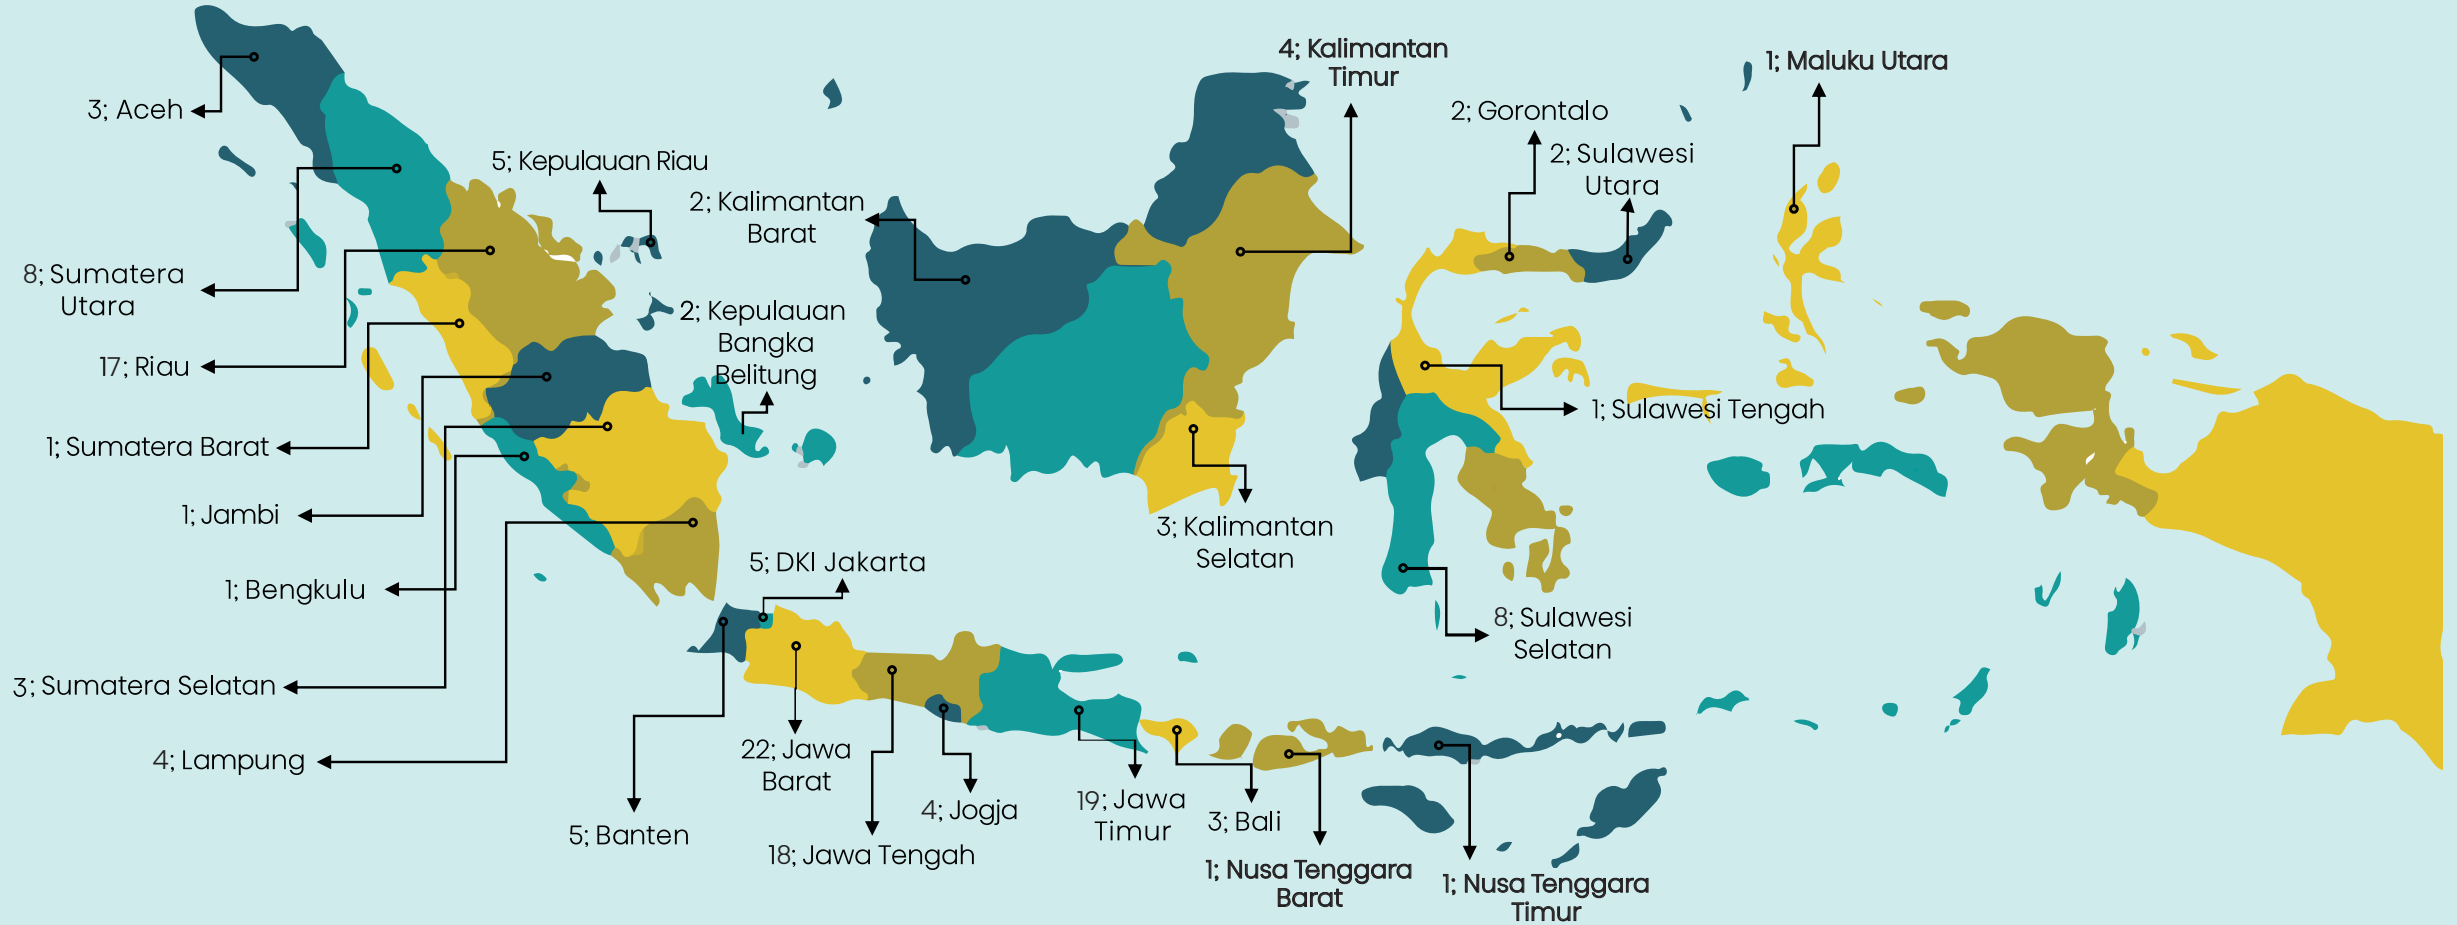 3; Aceh
8; Sumatera
Utara
17; Riau
1; Sumatera Barat
1; Jambi
1; Bengkulu
3; Sumatera Selatan
4; Lampung
5; Kepulauan Riau
2; Kepulauan
Bangka
Belitung
2; Kalimantan
Barat
4; Kalimantan
Timur
3; Kalimantan
Selatan
2; Gorontalo
2; Sulawesi
Utara
1; Maluku Utara
1; Sulawesi Tengah
8; Sulawesi
Selatan
5; DKI Jakarta
5; Banten
22; Jawa
Barat
18; Jawa Tengah
4; Jogja
19; Jawa
Timur
3; Bali
1; Nusa Tenggara
Barat
1; Nusa Tenggara
Timur